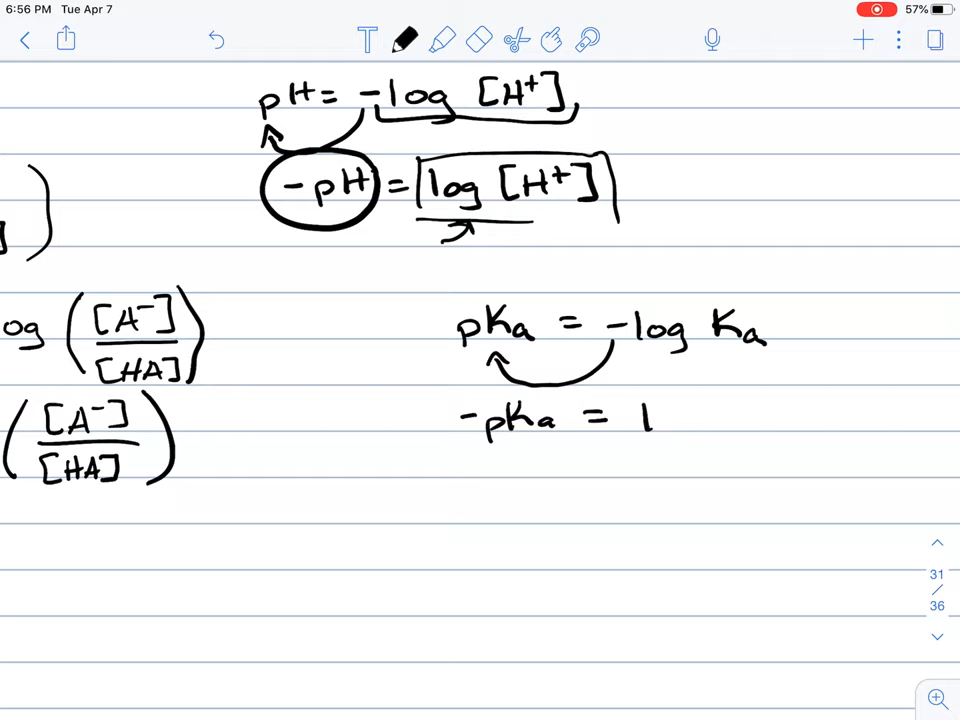 6:56 PM Tue Apr 7 57%
T
pH = -log [H+]
-pH = log [H+]
og ([A-]/[HA])
pKa = -log Ka
([A-]/[HA])
-pKa = l
31
/
36